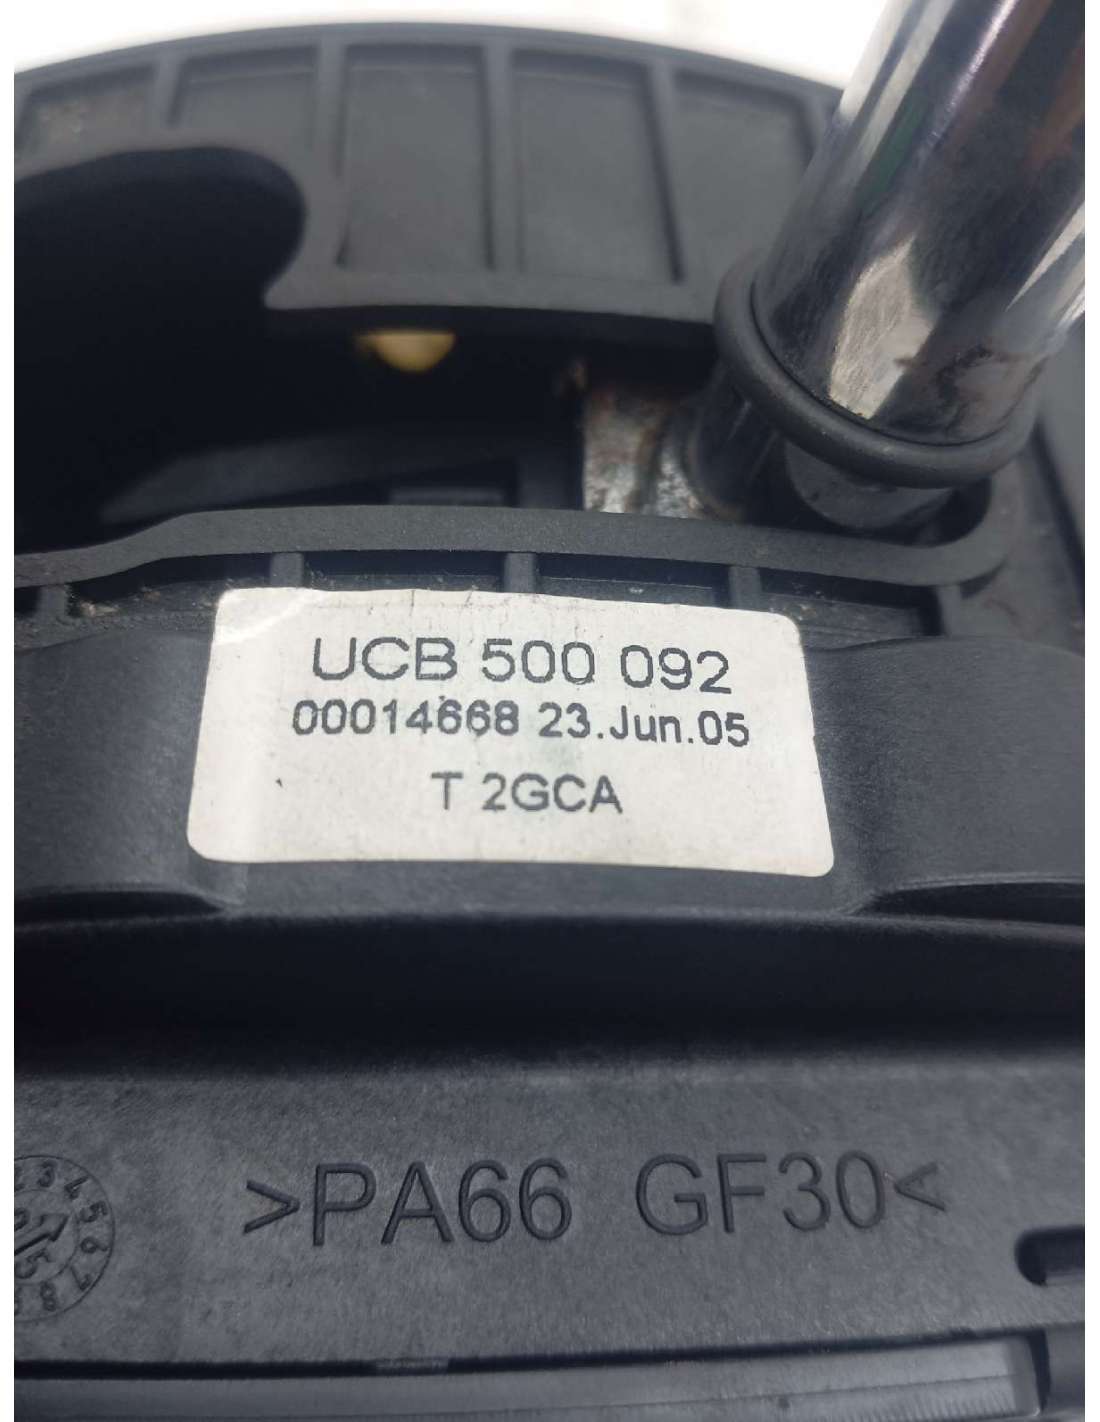 UCB 500 092
00014668 23.Jun.05
T 2GCA
>PA66 GF30<